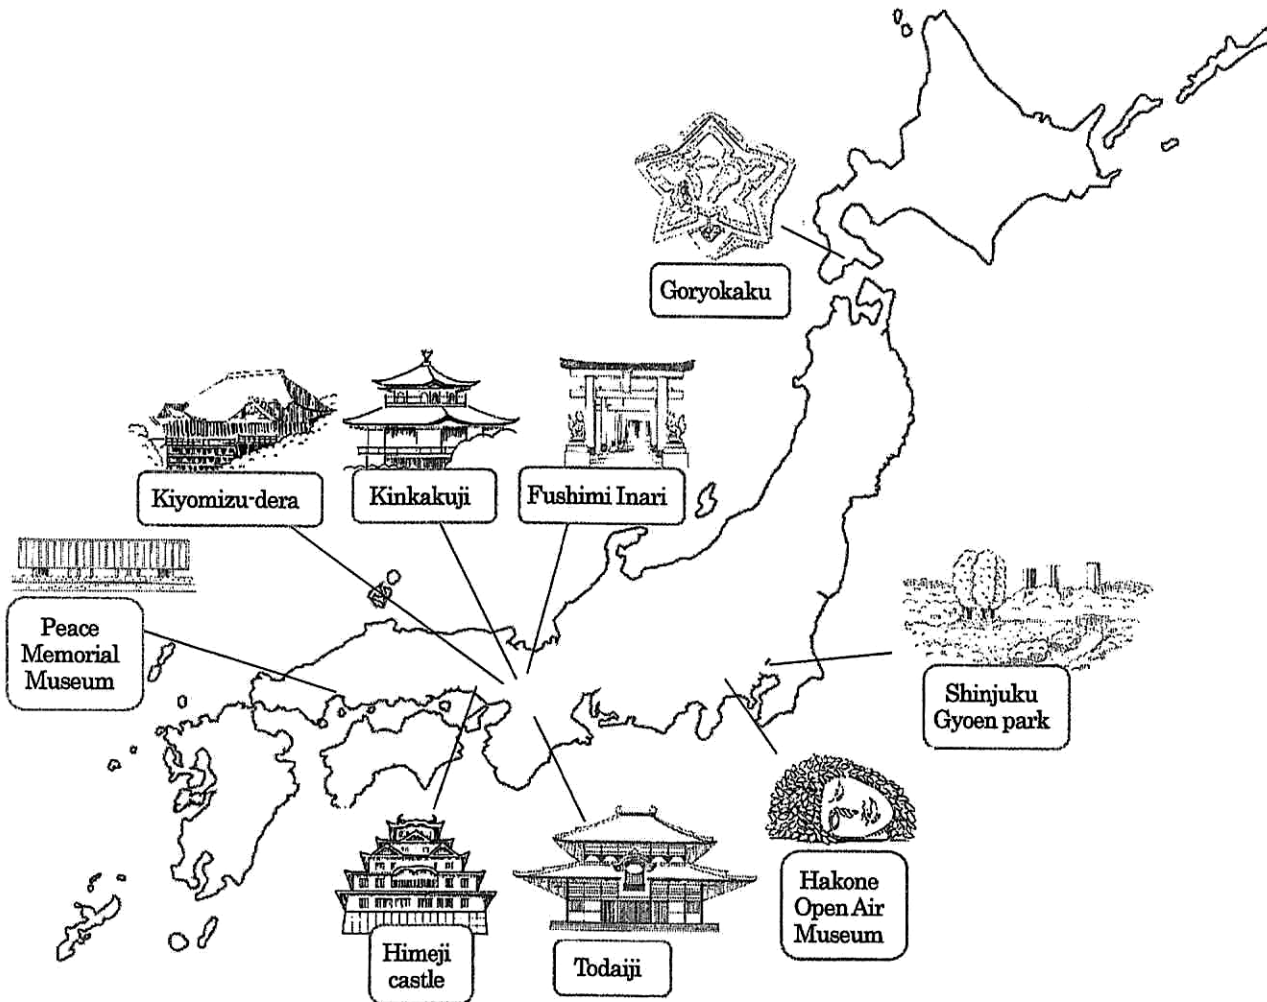 Goryokaku
Kiyomizu-dera
Kinkakuji
Fushimi Inari
Peace
Memorial
Museum
Shinjuku
Gyoen park
Hakone
Open Air
Museum
Himeji
castle
Todaiji